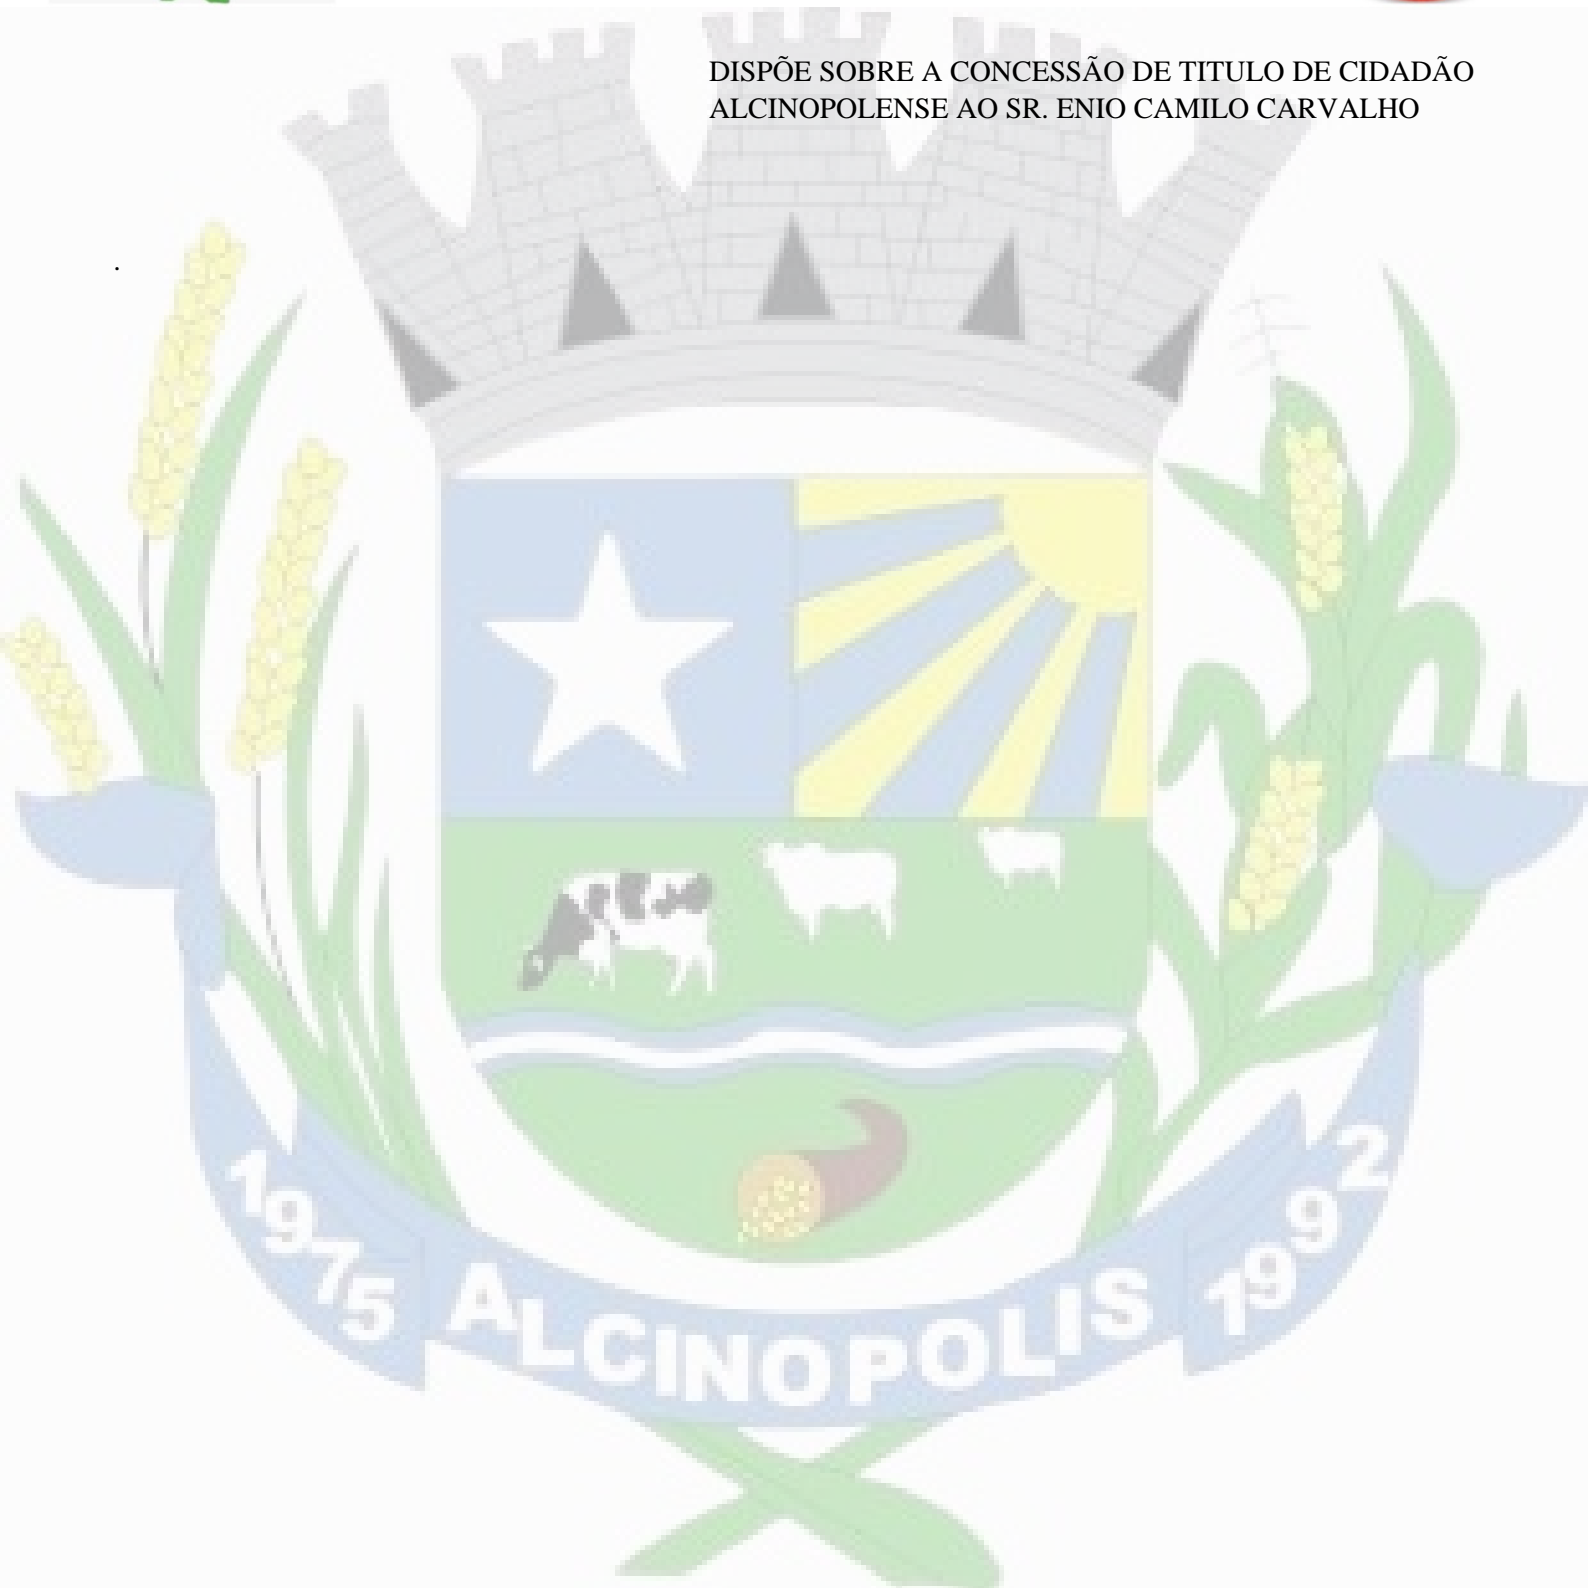 DISPÕE SOBRE A CONCESSÃO DE TITULO DE CIDADÃO
ALCINOPOLENSE AO SR. ENIO CAMILO CARVALHO
.
1975 ALCINOPOLIS 1992